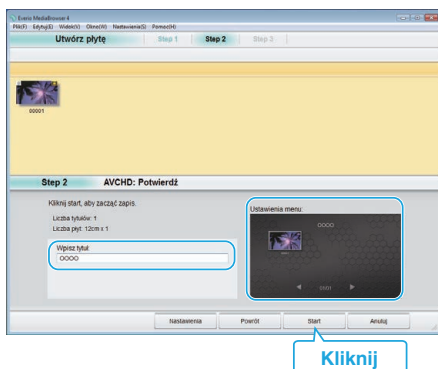 Everio MediaBrowser 4
Plik(F) Edytuj(E) Widok(V) Okno(W) Nastawienia(S) Pomoc(H)
Utwórz płytę Step 1 Step 2 Step 3
00001
Step 2 AVCHD: Potwierdź
Kliknij start, aby zacząć zapis.
Liczba tytułów: 1
Liczba płyt: 12cm x 1
Wpisz tytuł
OOOO
Ustawienia menu:
OOOO
Nastawienia Powrót Start Anuluj
Kliknij